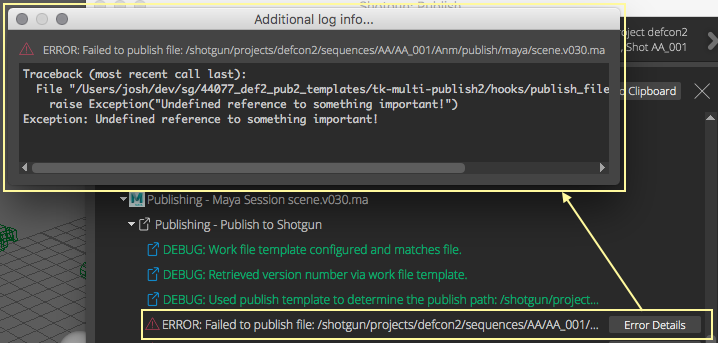 Additional log info...
Shotgun: Publish
ERROR: Failed to publish file: /shotgun/projects/defcon2/sequences/AA/AA_001/Anm/publish/maya/scene.v030.ma
Traceback (most recent call last):
File "/Users/josh/dev/sg/44077_def2_pub2_templates/tk-multi-publish2/hooks/publish_file
raise Exception("Undefined reference to something important!")
Exception: Undefined reference to something important!
oject defcon2
, Shot AA_001
o Clipboard
Publishing - Maya Session scene.v030.ma
Publishing - Publish to Shotgun
DEBUG: Work file template configured and matches file.
DEBUG: Retrieved version number via work file template.
DEBUG: Used publish template to determine the publish path: /shotgun/project...
ERROR: Failed to publish file: /shotgun/projects/defcon2/sequences/AA/AA_001/...
Error Details